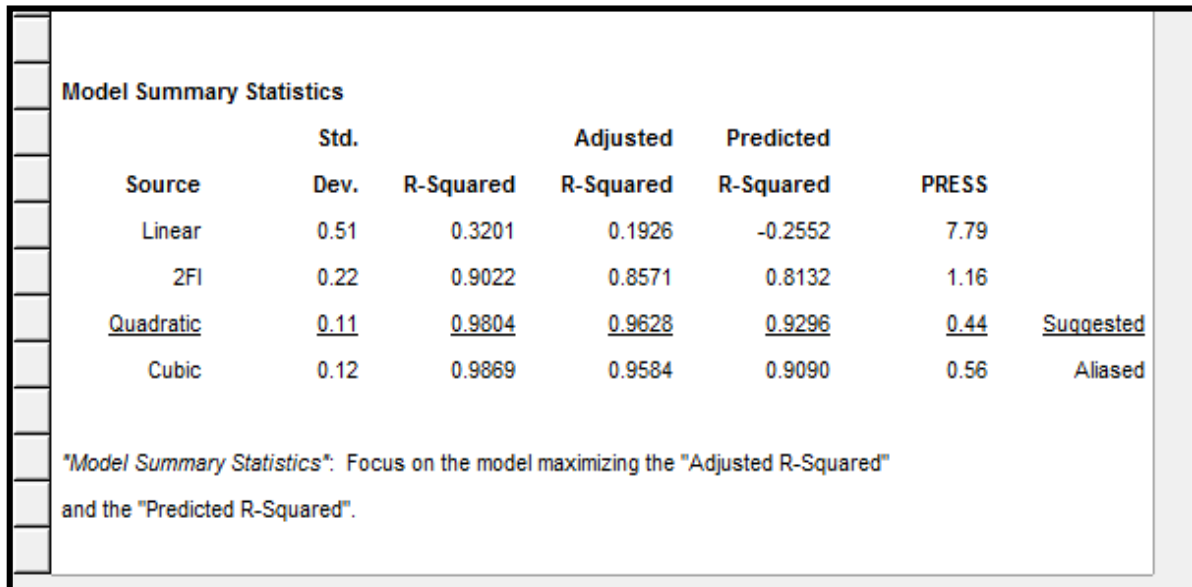 Model Summary Statistics
Std. Adjusted Predicted
Source Dev. R-Squared R-Squared R-Squared PRESS
Linear 0.51 0.3201 0.1926 -0.2552 7.79
2FI 0.22 0.9022 0.8571 0.8132 1.16
Quadratic 0.11 0.9804 0.9628 0.9296 0.44 Suggested
Cubic 0.12 0.9869 0.9584 0.9090 0.56 Aliased
"Model Summary Statistics": Focus on the model maximizing the "Adjusted R-Squared"
and the "Predicted R-Squared".